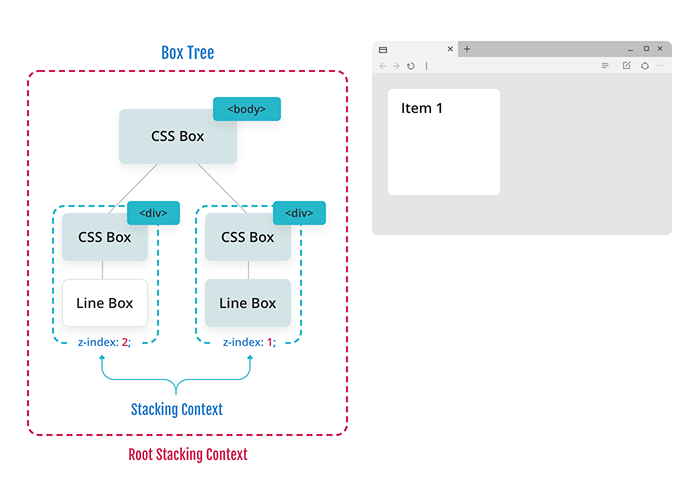 Box Tree
<body>
CSS Box
<div>
CSS Box
Line Box
z-index: 2;
<div>
CSS Box
Line Box
z-index: 1;
Stacking Context
Root Stacking Context
Item 1